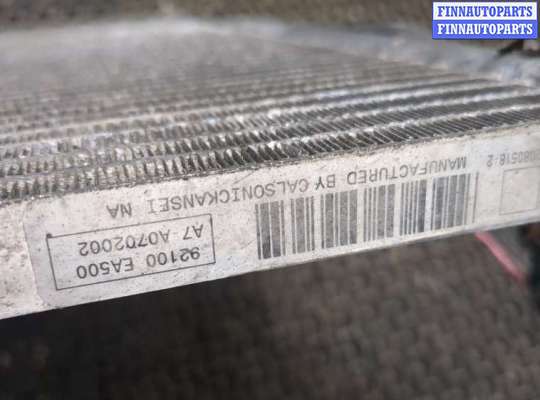 FINNAUTOPARTS
FINNAUTOPARTS
MANUFACTURED BY CALSONICKANSEI NA
92100 EA500
A7 A0702002